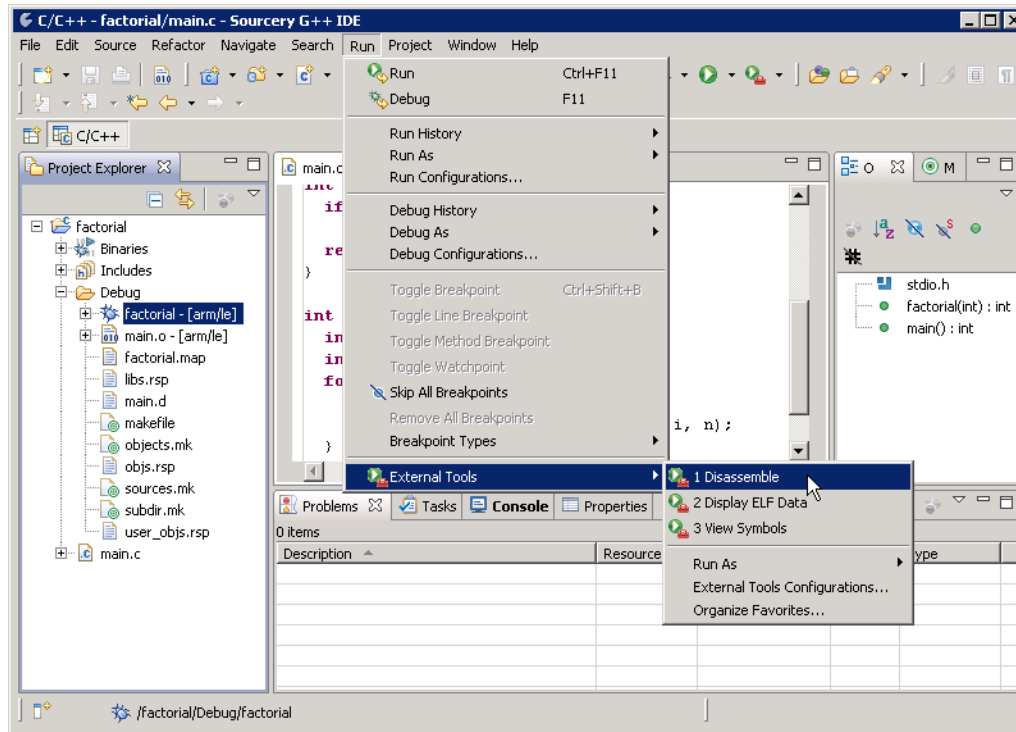 C/C++ - factorial/main.c - Sourcery G++ IDE
File Edit Source Refactor Navigate Search Run Project Window Help
C/C++
Run Ctrl+F11
Debug F11
Run History
Run As
Run Configurations...
Debug History
Debug As
Debug Configurations...
Toggle Breakpoint Ctrl+Shift+B
Toggle Line Breakpoint
Toggle Method Breakpoint
Toggle Watchpoint
Skip All Breakpoints
Remove All Breakpoints
Breakpoint Types
External Tools
1 Disassemble
2 Display ELF Data
3 View Symbols
Run As
External Tools Configurations...
Organize Favorites...
Project Explorer
factorial
Binaries
Includes
Debug
factorial - [arm/le]
main.o - [arm/le]
factorial.map
libs.rsp
main.d
makefile
objects.mk
objs.rsp
sources.mk
subdir.mk
user_objs.rsp
main.c
main.c
int
if
re
}
int
in
in
fo
i, n);
}
O M
stdio.h
factorial(int) : int
main() : int
Problems Tasks Console Properties
0 items
Description Resource ype
/factorial/Debug/factorial